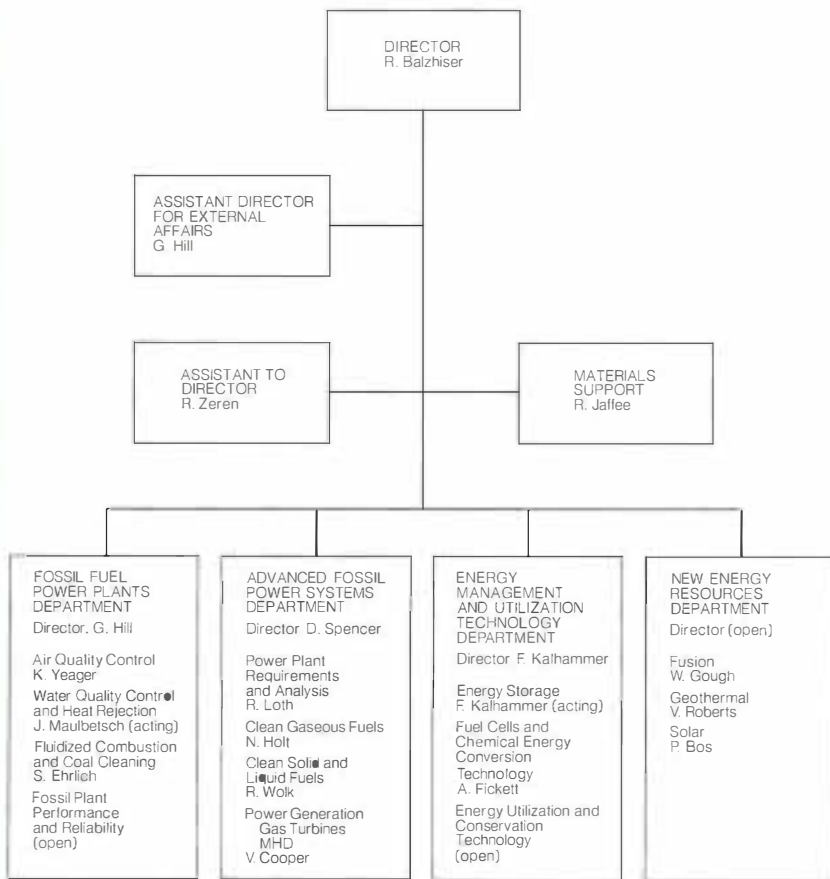 DIRECTOR
R. Balzhiser
ASSISTANT DIRECTOR
FOR EXTERNAL
AFFAIRS
G. Hill
ASSISTANT TO
DIRECTOR
R. Zeren
MATERIALS
SUPPORT
R. Jaffee
FOSSIL FUEL
POWER PLANTS
DEPARTMENT
Director, G. Hill
Air Quality Control
K. Yeager
Water Quality Control
and Heat Rejection
J. Maulbetsch (acting)
Fluidized Combustion
and Coal Cleaning
S. Ehrlich
Fossil Plant
Performance
and Reliability
(open)
ADVANCED FOSSIL
POWER SYSTEMS
DEPARTMENT
Director D. Spencer
Power Plant
Requirements
and Analysis
R. Loth
Clean Gaseous Fuels
N. Holt
Clean Solid and
Liquid Fuels
R. Wolk
Power Generation
Gas Turbines
MHD
V. Cooper
ENERGY
MANAGEMENT
AND UTILIZATION
TECHNOLOGY
DEPARTMENT
Director F. Kalhammer
Energy Storage
F. Kalhammer (acting)
Fuel Cells and
Chemical Energy
Conversion
Technology
A. Fickett
Energy Utilization and
Conservation
Technology
(open)
NEW ENERGY
RESOURCES
DEPARTMENT
Director (open)
Fusion
W. Gough
Geothermal
V. Roberts
Solar
P. Bos